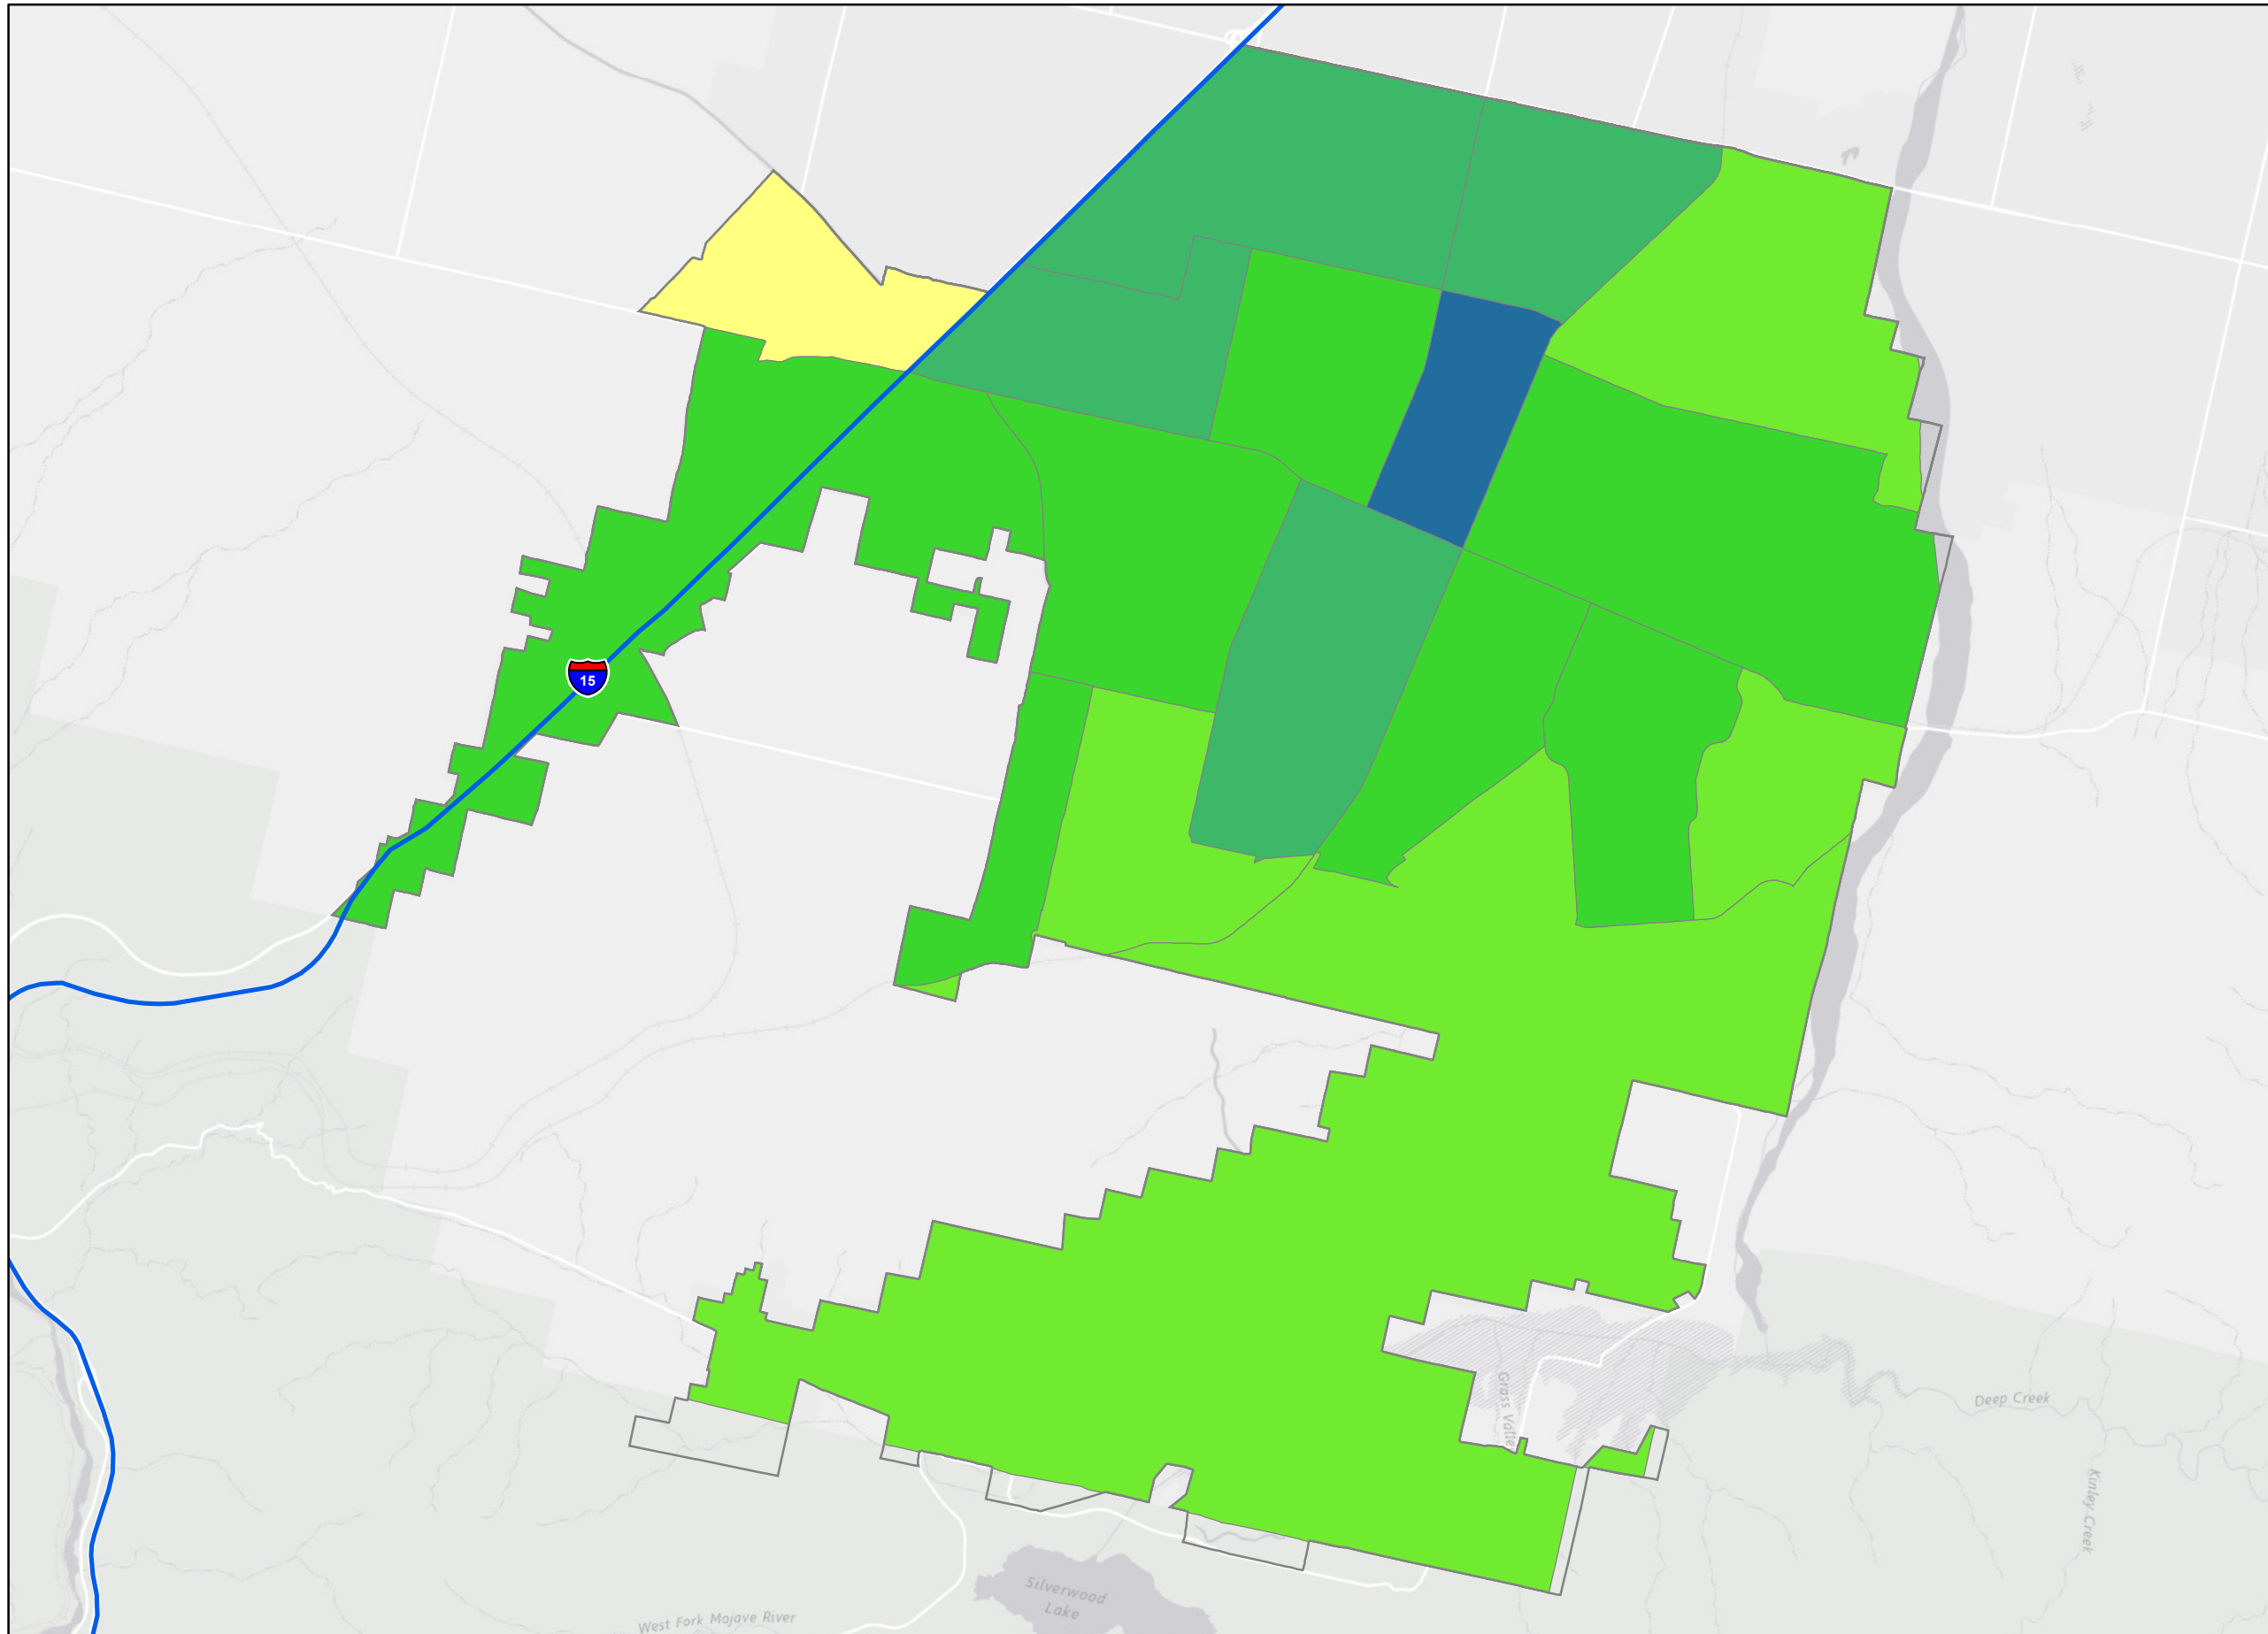 15
Deep Creek
Grass Valle
Kinley Creek
Silverwood
Lake
West Fork Mojave River